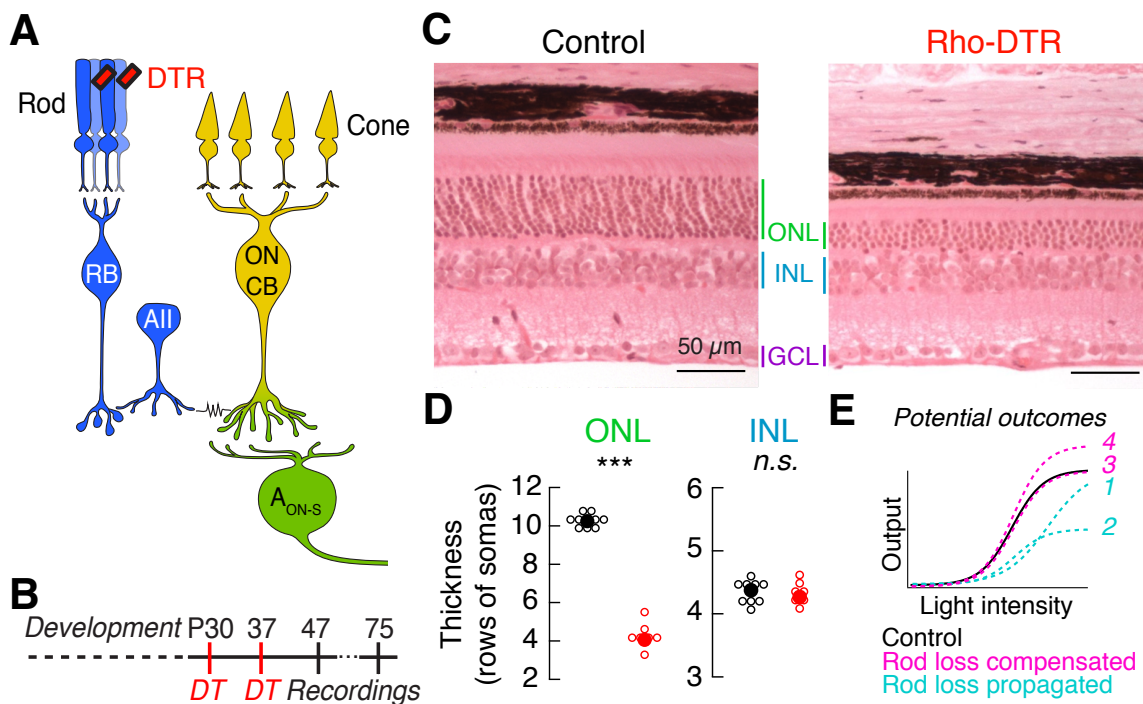 A
Rod
DTR
Cone
RB
AII
ON
CB
A ON-S
B
Development P30 37 47 75
DT DT Recordings
C
Control
Rho-DTR
ONL
INL
GCL
50 µm
D
ONL
INL
***
n.s.
Thickness
(rows of somas)
12
10
8
6
4
2
6
5
4
3
E
Potential outcomes
4
3
1
2
Output
Light intensity
Control
Rod loss compensated
Rod loss propagated